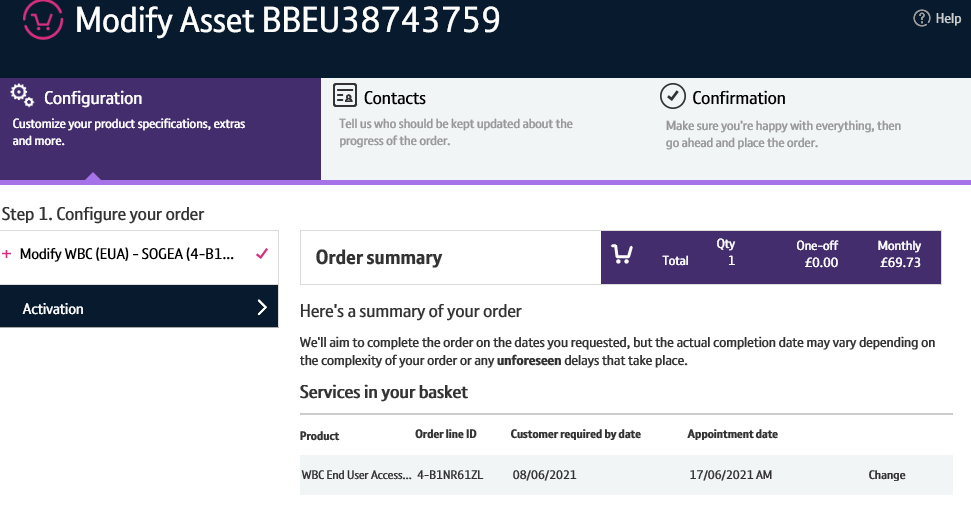 Modify Asset BBEU38743759
Help
Configuration
Customize your product specifications, extras
and more.
Contacts
Tell us who should be kept updated about the
progress of the order.
Confirmation
Make sure you're happy with everything, then
go ahead and place the order.
Step 1. Configure your order
+ Modify WBC (EUA) - SOGEA (4-B1...
Activation
Order summary
Total
Qty
1
One-off
£0.00
Monthly
£69.73
Here's a summary of your order
We'll aim to complete the order on the dates you requested, but the actual completion date may vary depending on
the complexity of your order or any unforeseen delays that take place.
Services in your basket
Product Order line ID Customer required by date Appointment date
WBC End User Access... 4-B1NR61ZL 08/06/2021 17/06/2021 AM Change